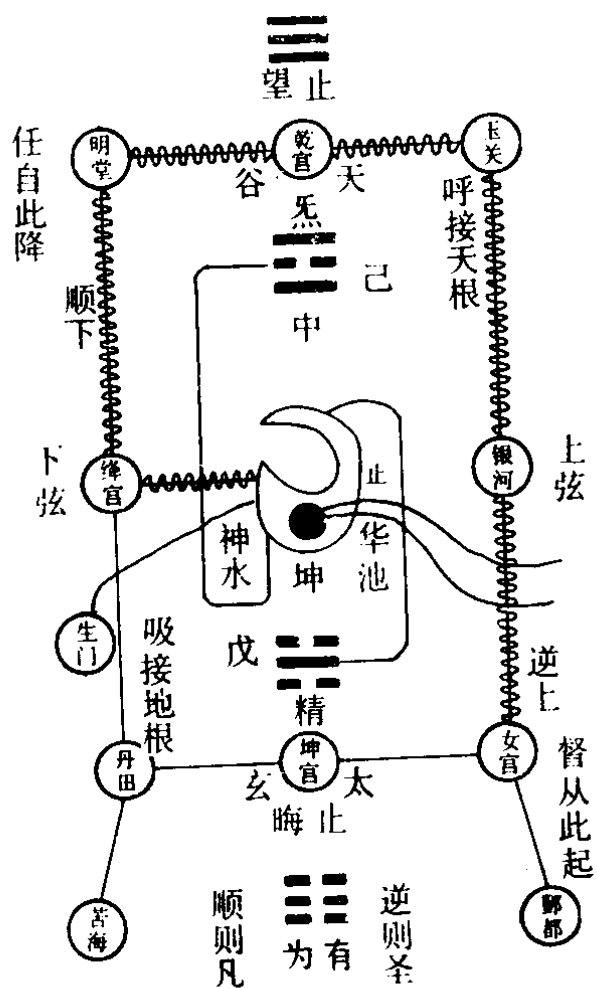 望止
明堂
乾宫
玉关
任自此降
谷
天
炁
呼接天根
己
中
顺下
下弦
绛宫
银河
上弦
止
神水
华池
坤
生门
吸接地根
戊
精
逆上
丹田
坤宫
女宫
玄
太
晦止
督从此起
苦海
酆都
顺则凡
为有
逆则圣